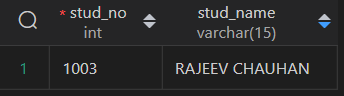 * stud_no stud_name
int varchar(15)
1 1003 RAJEEV CHAUHAN